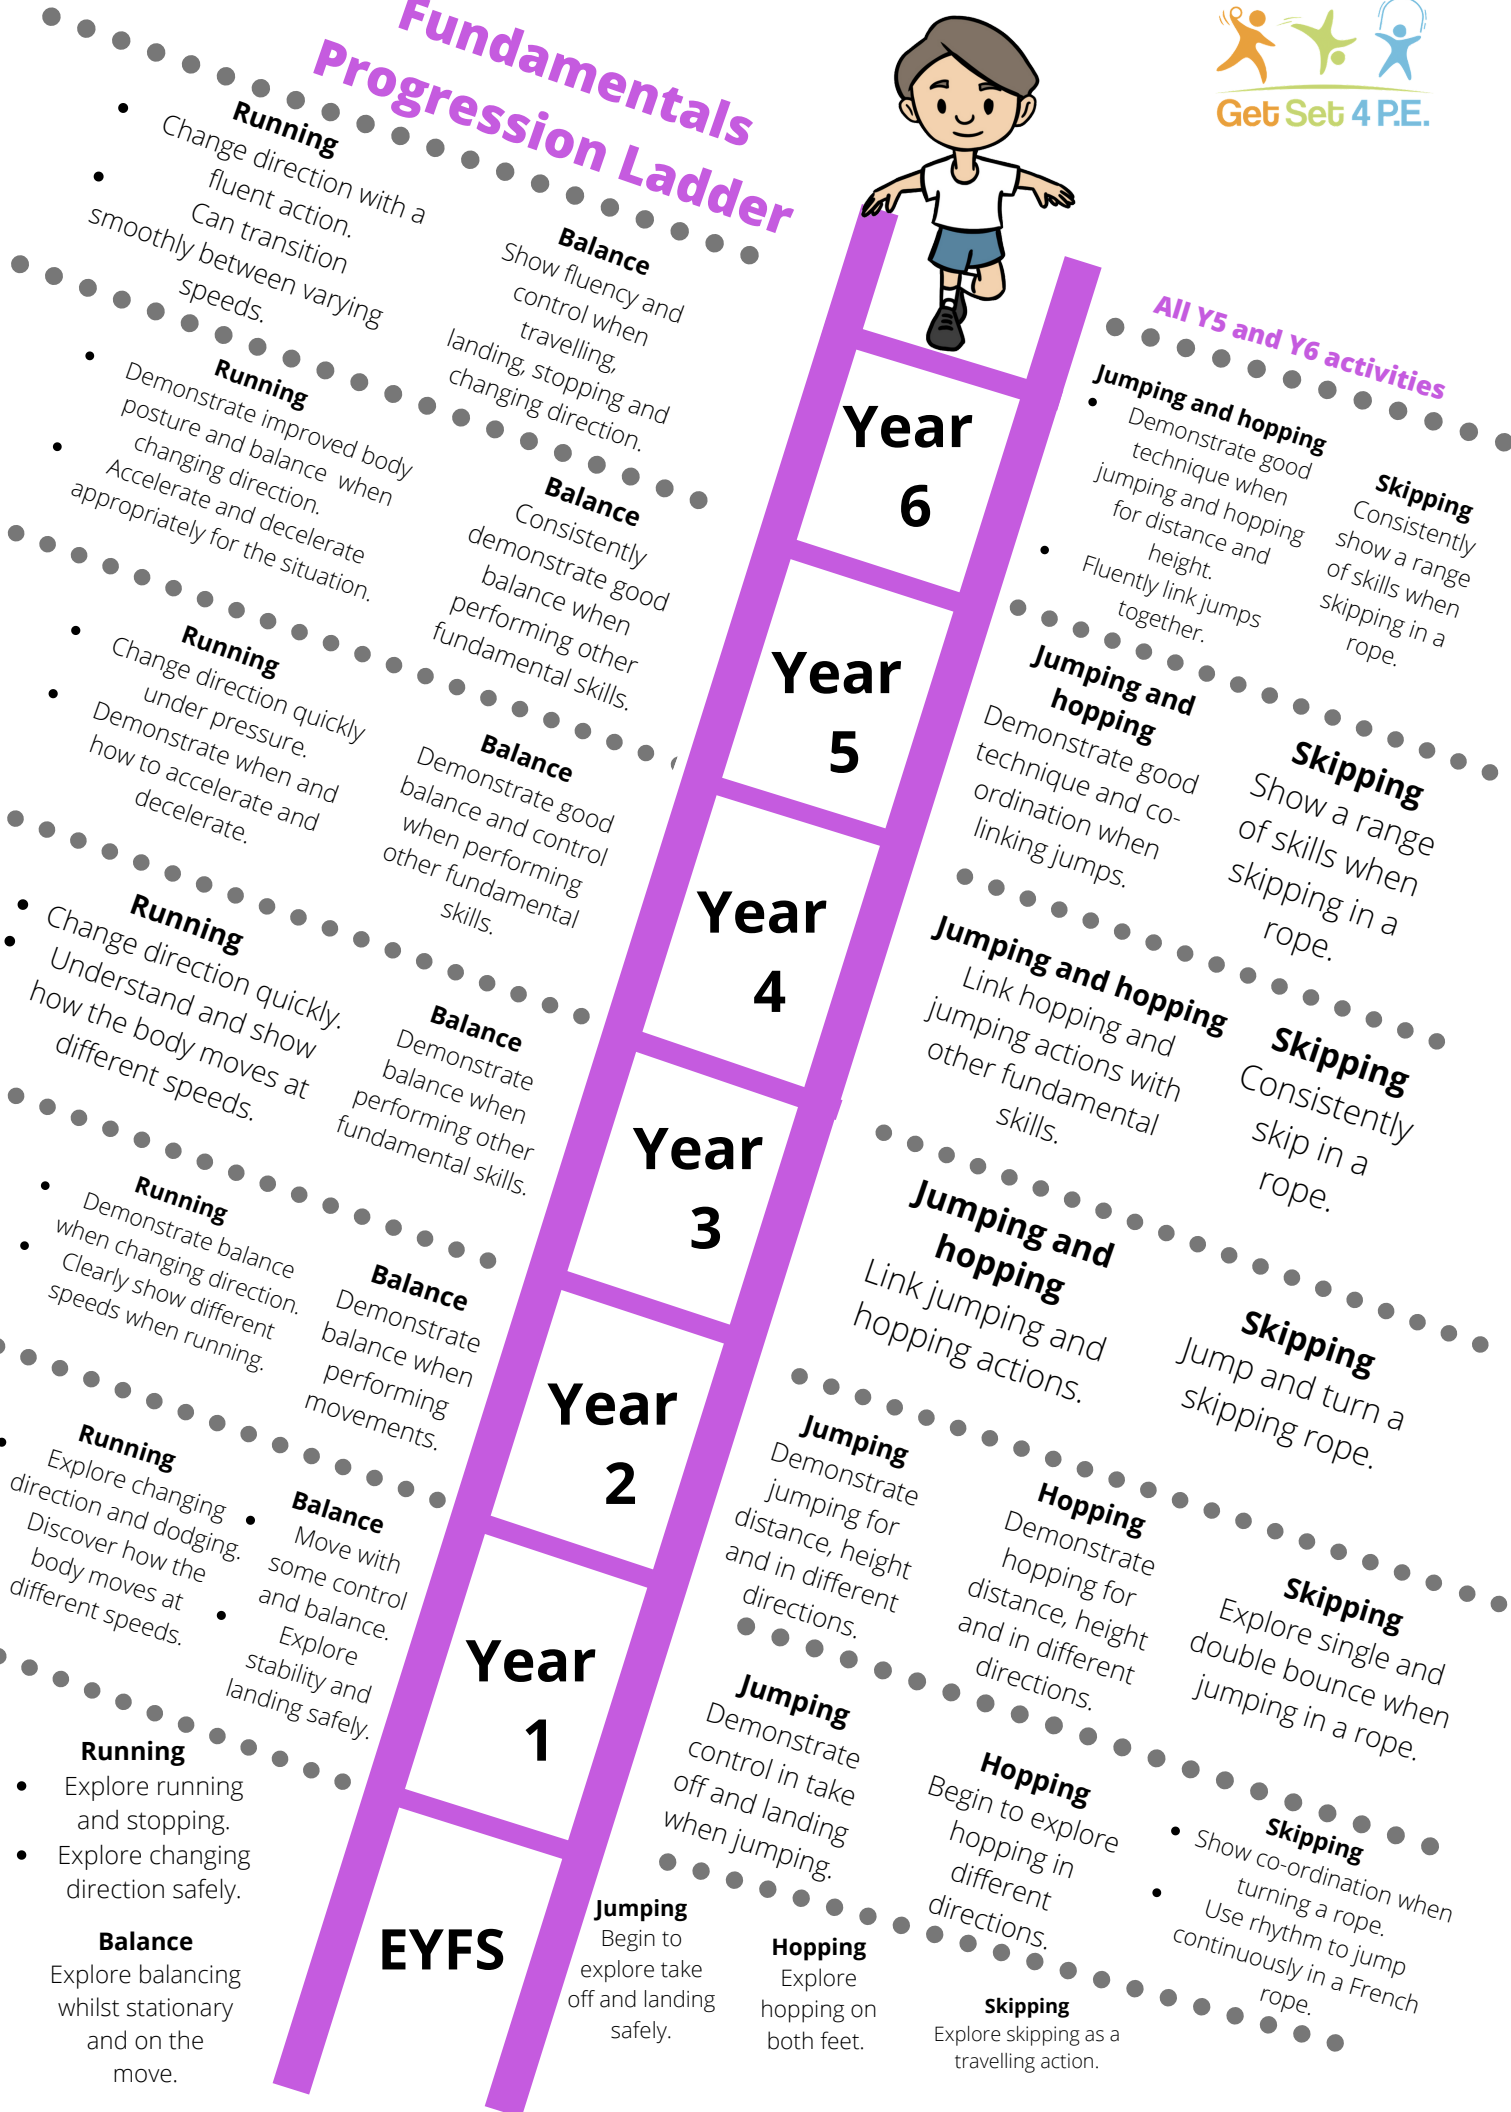 Fundamentals
Progression Ladder
Get Set 4 P.E.
Running
Change direction with a
fluent action.
Can transition
smoothly between varying
speeds.
Balance
Show fluency and
control when
travelling,
landing, stopping and
changing direction.
Year
6
All Y5 and Y6 activities
Jumping and hopping
Demonstrate good
technique when
jumping and hopping
for distance and
height.
Fluently link jumps
together.
Skipping
Consistently
show a range
of skills when
skipping in a
rope.
Running
Demonstrate improved body
posture and balance when
changing direction.
Accelerate and decelerate
appropriately for the situation.
Balance
Consistently
demonstrate good
balance when
performing other
fundamental skills.
Year
5
Jumping and
hopping
Demonstrate good
technique and co-
ordination when
linking jumps.
Skipping
Show a range
of skills when
skipping in a
rope.
Running
Change direction quickly
under pressure.
Demonstrate when and
how to accelerate and
decelerate.
Balance
Demonstrate good
balance and control
when performing
other fundamental
skills.
Year
4
Jumping and hopping
Link hopping and
jumping actions with
other fundamental
skills.
Skipping
Consistently
skip in a
rope.
Running
Change direction quickly.
Understand and show
how the body moves at
different speeds.
Balance
Demonstrate
balance when
performing other
fundamental skills.
Year
3
Jumping and
hopping
Link jumping and
hopping actions.
Skipping
Jump and turn a
skipping rope.
Running
Demonstrate balance
when changing direction.
Clearly show different
speeds when running.
Balance
Demonstrate
balance when
performing
movements.
Year
2
Jumping
Demonstrate
jumping for
distance, height
and in different
directions.
Hopping
Demonstrate
hopping for
distance, height
and in different
directions.
Skipping
Explore single and
double bounce when
jumping in a rope.
Running
Explore changing
direction and dodging.
Discover how the
body moves at
different speeds.
Balance
Move with
some control
and balance.
Explore
stability and
landing safely.
Year
1
Jumping
Demonstrate
control in take
off and landing
when jumping.
Hopping
Begin to explore
hopping in
different
directions.
Skipping
Show co-ordination when
turning a rope.
Use rhythm to jump
continuously in a French
rope.
Running
Explore running
and stopping.
Explore changing
direction safely.
Balance
Explore balancing
whilst stationary
and on the
move.
EYFS
Jumping
Begin to
explore take
off and landing
safely.
Hopping
Explore
hopping on
both feet.
Skipping
Explore skipping as a
travelling action.